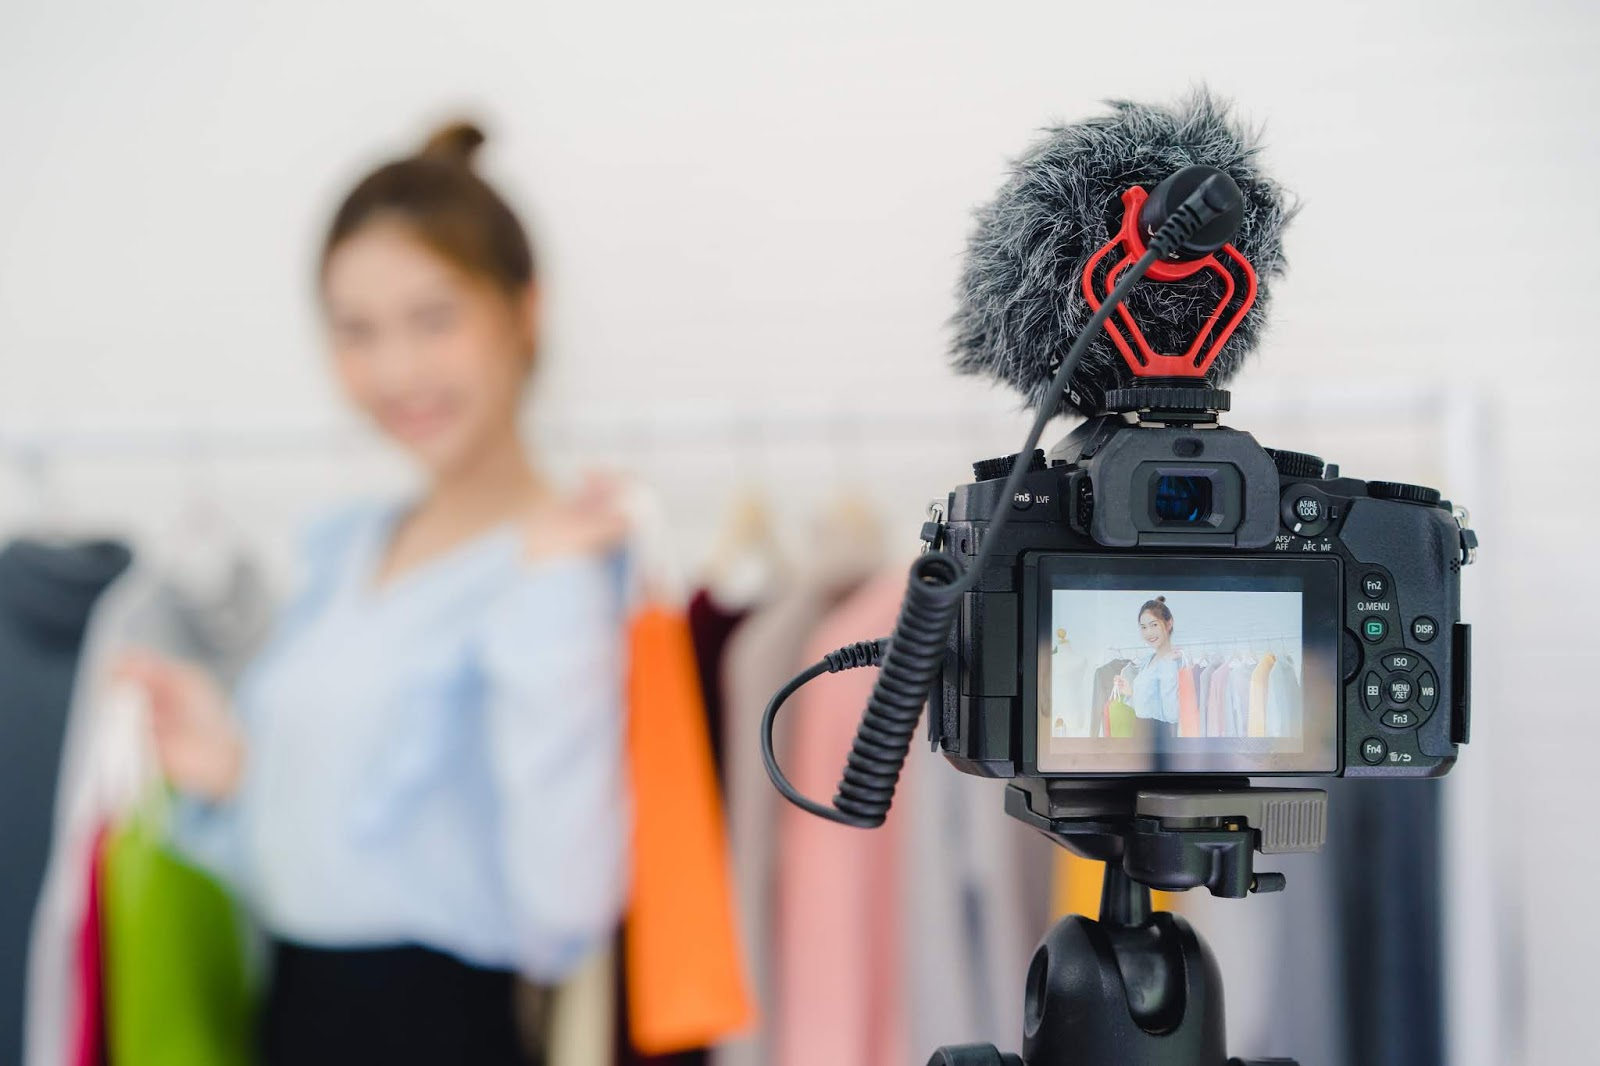 Fn5 LVF
AF/AE
LOCK
AFS/
AFF AFC MF
Fn2
Q.MENU
DISP.
ISO
MENU
/SET
WB
Fn3
Fn4